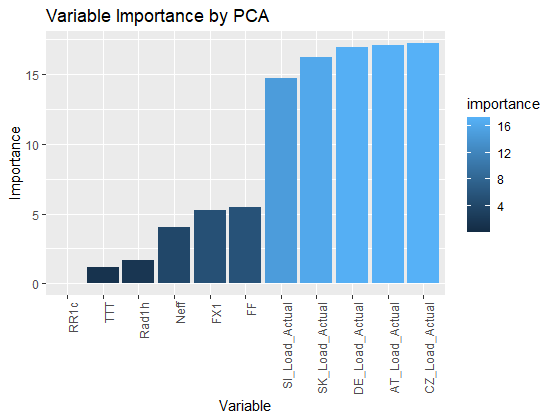 Variable Importance by PCA
Importance
15
10
5
0
RR1c
TTT
Rad1h
Neff
FX1
FF
SI_Load_Actual
SK_Load_Actual
DE_Load_Actual
AT_Load_Actual
CZ_Load_Actual
Variable
importance
16
12
8
4